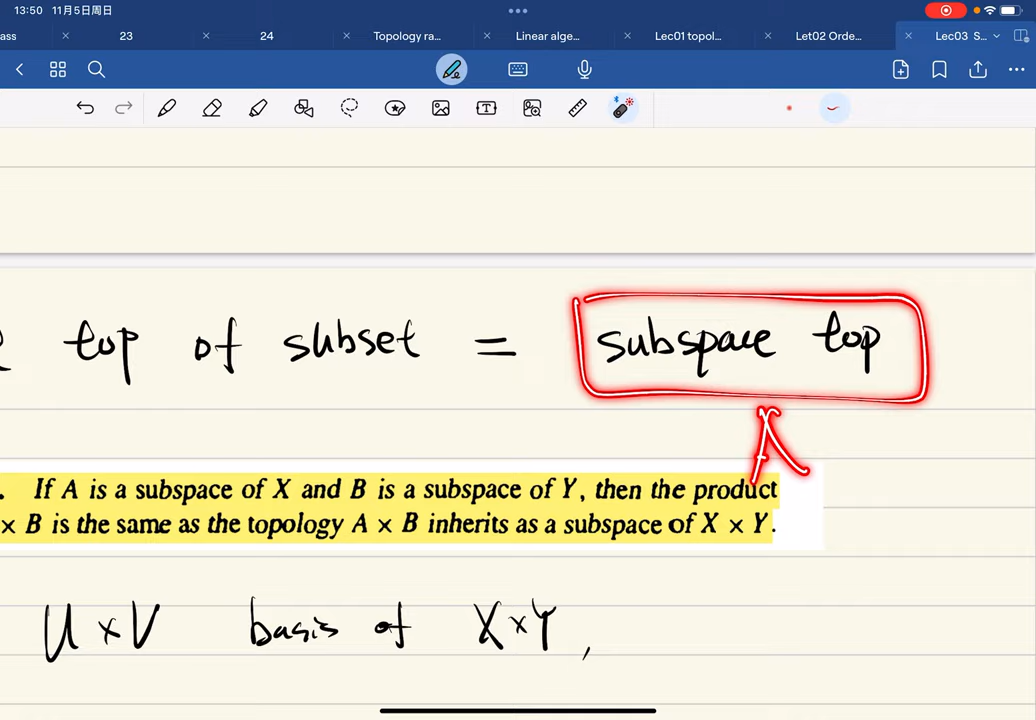 13:50 11月5日周日
ass 23 24 Topology ra... Linear alge... Lec01 topol... Let02 Orde... Lec03 S...
top of subset = subspace top
. If A is a subspace of X and B is a subspace of Y, then the product
× B is the same as the topology A × B inherits as a subspace of X × Y.
U × V basis of X × Y ,